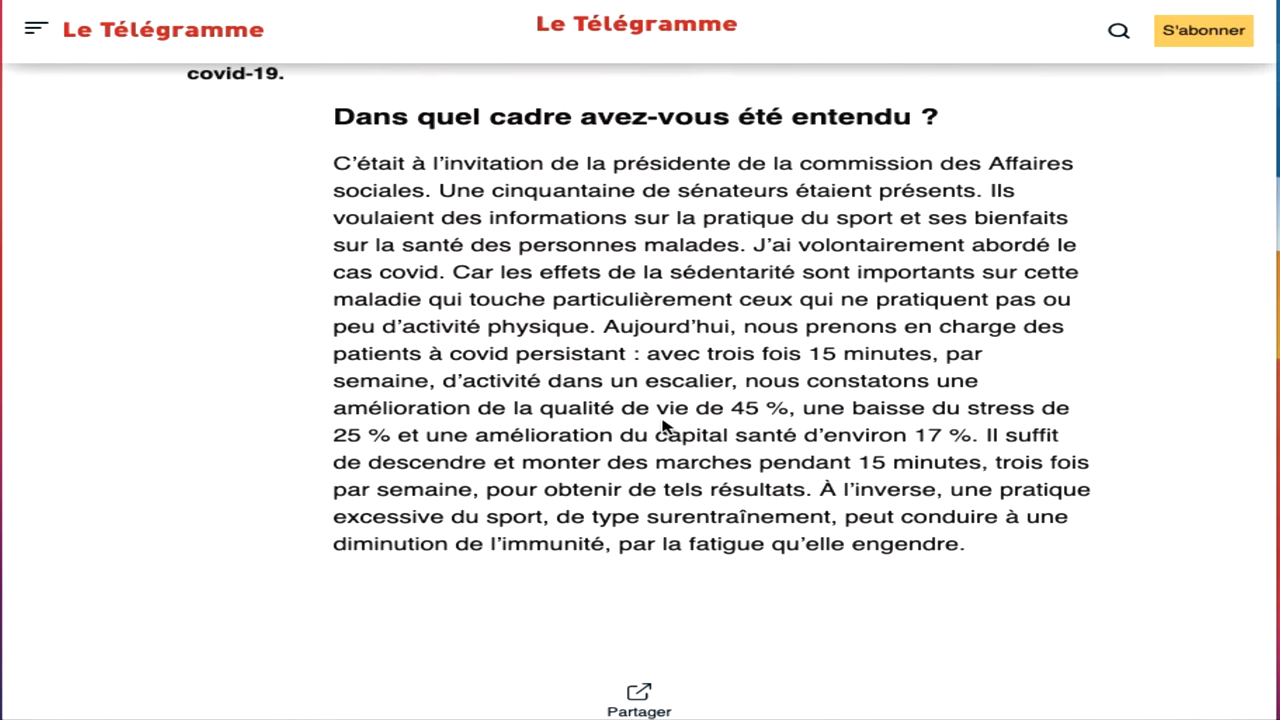 Le Télégramme
Le Télégramme
S'abonner
covid-19.
Dans quel cadre avez-vous été entendu ?
C’était à l’invitation de la présidente de la commission des Affaires
sociales. Une cinquantaine de sénateurs étaient présents. Ils
voulaient des informations sur la pratique du sport et ses bienfaits
sur la santé des personnes malades. J’ai volontairement abordé le
cas covid. Car les effets de la sédentarité sont importants sur cette
maladie qui touche particulièrement ceux qui ne pratiquent pas ou
peu d’activité physique. Aujourd’hui, nous prenons en charge des
patients à covid persistant : avec trois fois 15 minutes, par
semaine, d’activité dans un escalier, nous constatons une
amélioration de la qualité de vie de 45 %, une baisse du stress de
25 % et une amélioration du capital santé d’environ 17 %. Il suffit
de descendre et monter des marches pendant 15 minutes, trois fois
par semaine, pour obtenir de tels résultats. À l’inverse, une pratique
excessive du sport, de type surentraînement, peut conduire à une
diminution de l’immunité, par la fatigue qu’elle engendre.
Partager